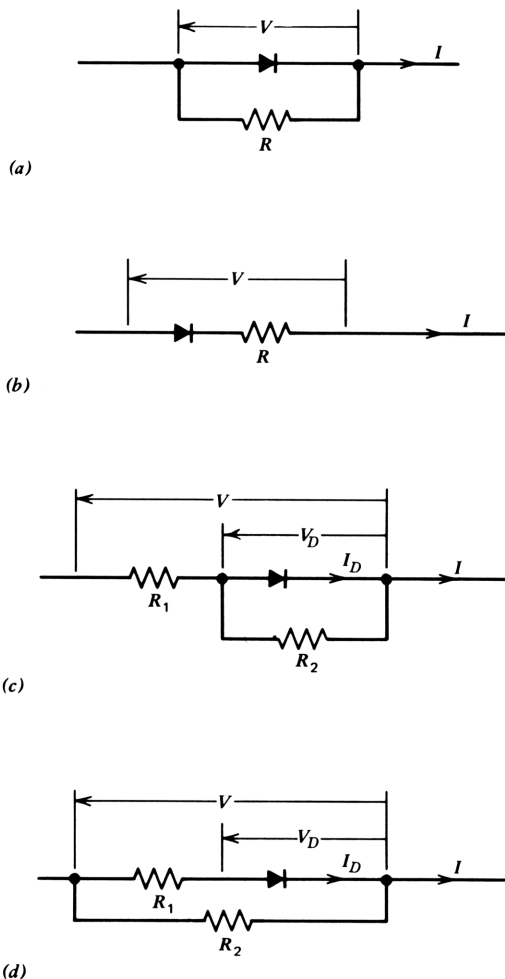 V
I
R
(a)
V
I
R
(b)
V
V_D
I_D I
R_1
R_2
(c)
V
V_D
I_D I
R_1
R_2
(d)